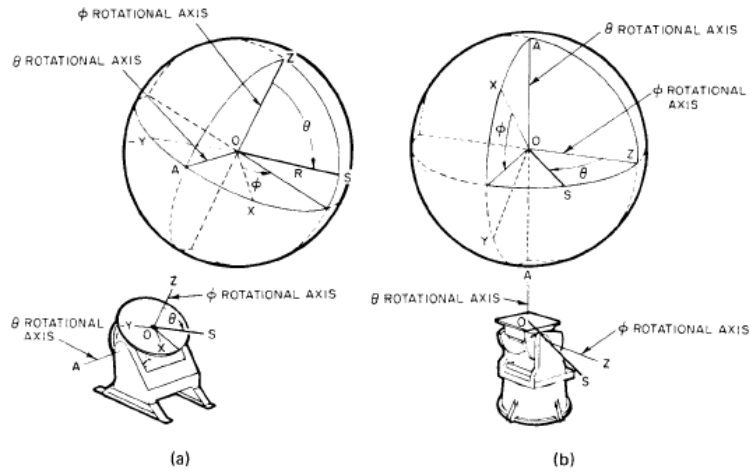 ϕ ROTATIONAL
AXIS
θ ROTATIONAL AXIS
Z
θ
O
Y
A
R
S
ϕ
X
Z
ϕ ROTATIONAL AXIS
θ ROTATIONAL
AXIS
Y
θ
O
S
X
A
(a)
A
θ ROTATIONAL AXIS
X
ϕ ROTATIONAL
AXIS
ϕ
O
Z
θ
S
Y
A
θ ROTATIONAL AXIS
O
ϕ ROTATIONAL
AXIS
Z
S
(b)